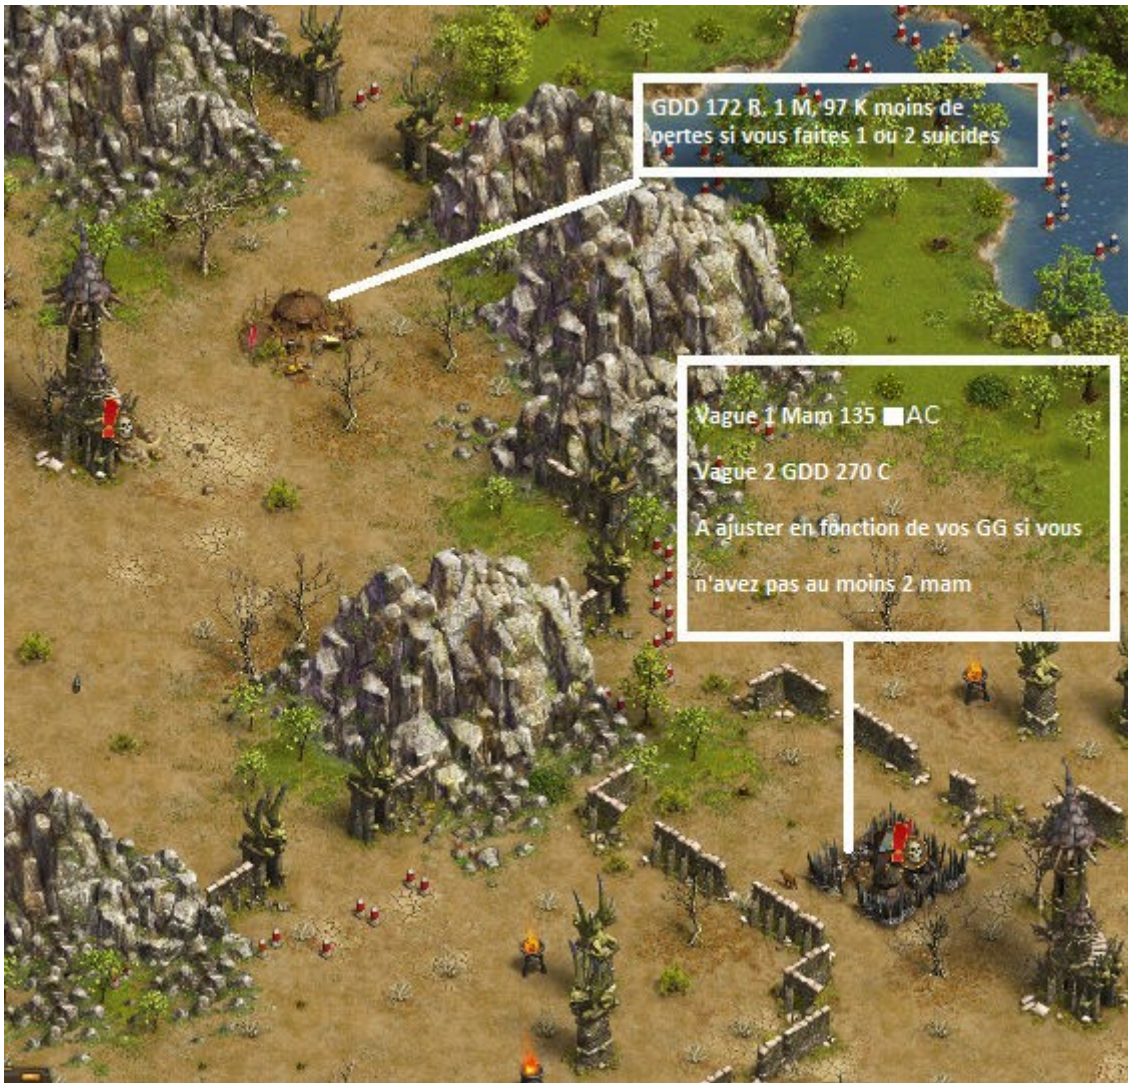 GDD 172 R, 1 M, 97 K moins de
pertes si vous faites 1 ou 2 suicides
Vague 1 Mam 135 AC
Vague 2 GDD 270 C
A ajuster en fonction de vos GG si vous
n'avez pas au moins 2 mam